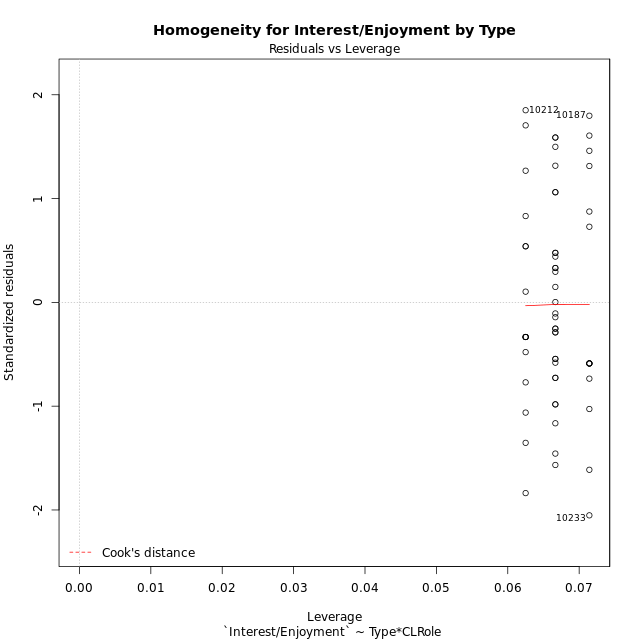 Homogeneity for Interest/Enjoyment by Type
Residuals vs Leverage
2
1
0
-1
-2
Standardized residuals
10212
10187
10233
Cook's distance
0.00 0.01 0.02 0.03 0.04 0.05 0.06 0.07
Leverage
`Interest/Enjoyment` ~ Type*CLRole